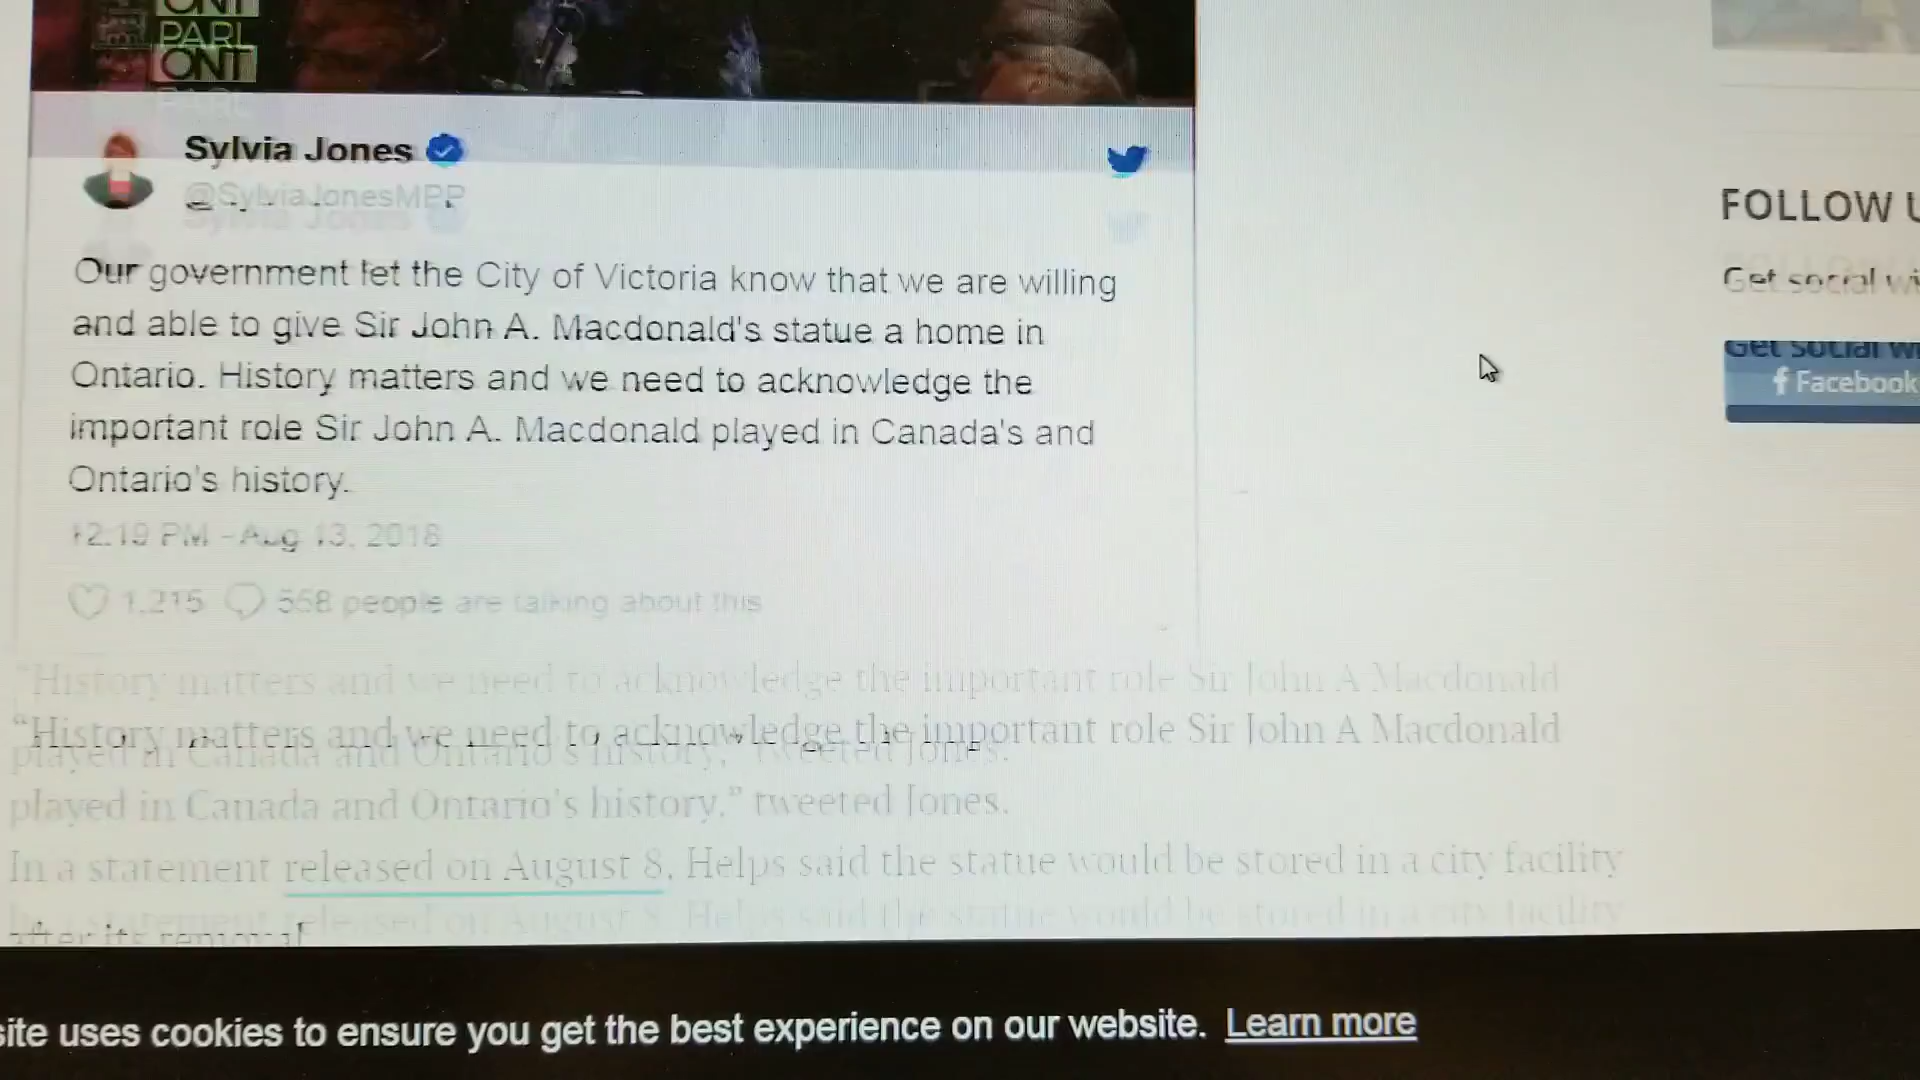 ONT
PARL
ONT
Sylvia Jones
@SylviaJonesMPP
Our government let the City of Victoria know that we are willing
and able to give Sir John A. Macdonald's statue a home in
Ontario. History matters and we need to acknowledge the
important role Sir John A. Macdonald played in Canada's and
Ontario's history.
12:19 PM - Aug 13, 2018
1,215 568 people are talking about this
“History matters and we need to acknowledge the important role Sir John A Macdonald
played in Canada and Ontario's history,” tweeted Jones.
In a statement released on August 8, Helps said the statue would be stored in a city facility
after its removal
FOLLOW
Get social
Facebook
site uses cookies to ensure you get the best experience on our website. Learn more